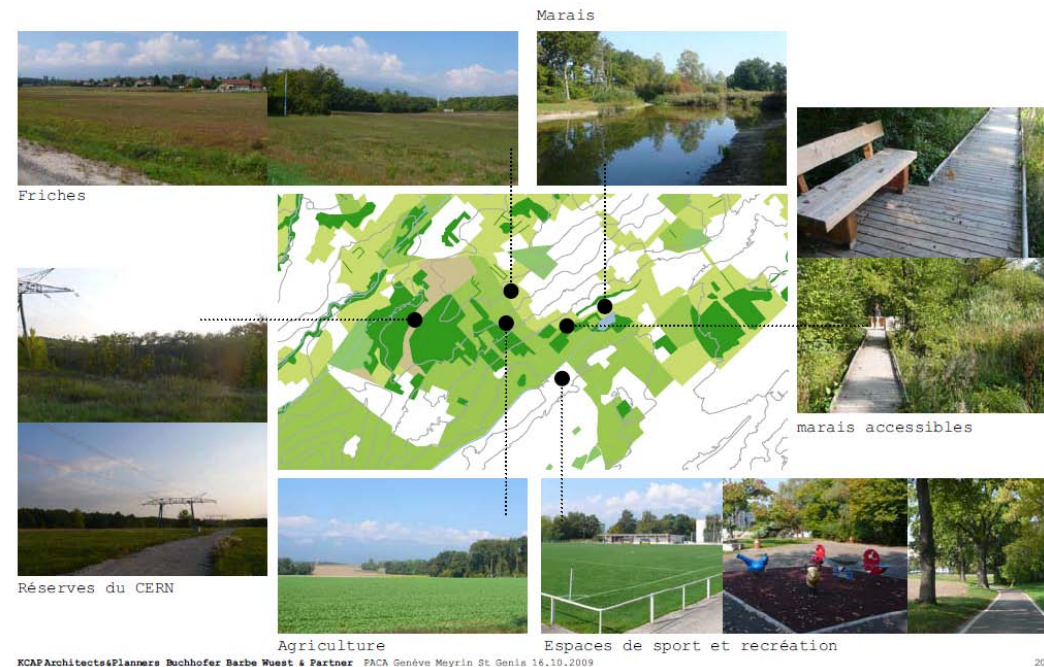 Marais
Friches
marais accessibles
Réserves du CERN
Agriculture
Espaces de sport et recréation
KCAP Architects&Planners Buchhofer Barbe Wuest & Partner PACA Genève Meyrin St Genis 16.10.2009
20